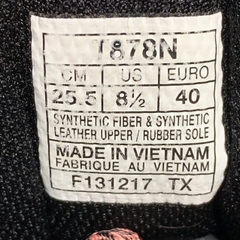 T878N
CM US EURO
25.5 8½ 40
SYNTHETIC FIBER & SYNTHETIC
LEATHER UPPER / RUBBER SOLE
MADE IN VIETNAM
FABRIQUE AU VIETNAM
F131217 TX